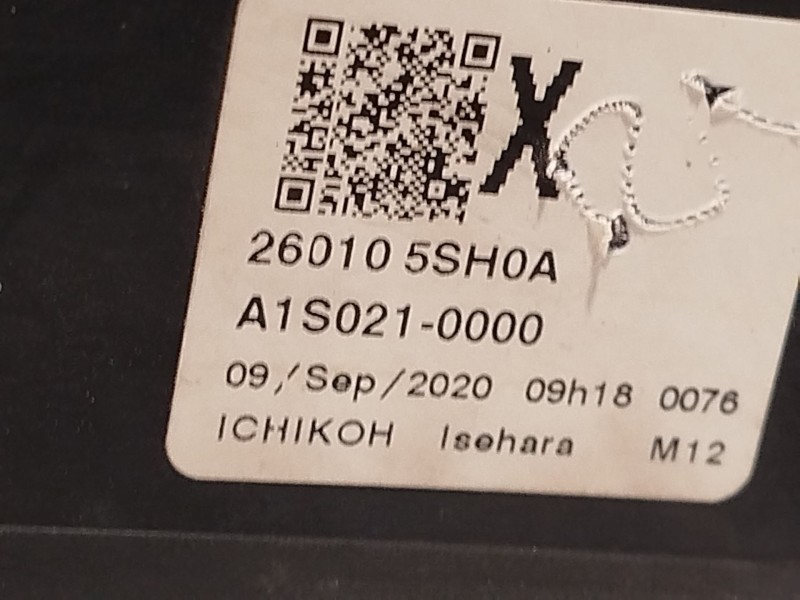 X
26010 5SH0A
A1S021-0000
09/Sep/2020 09h18 0076
ICHIKOH Isehara M12